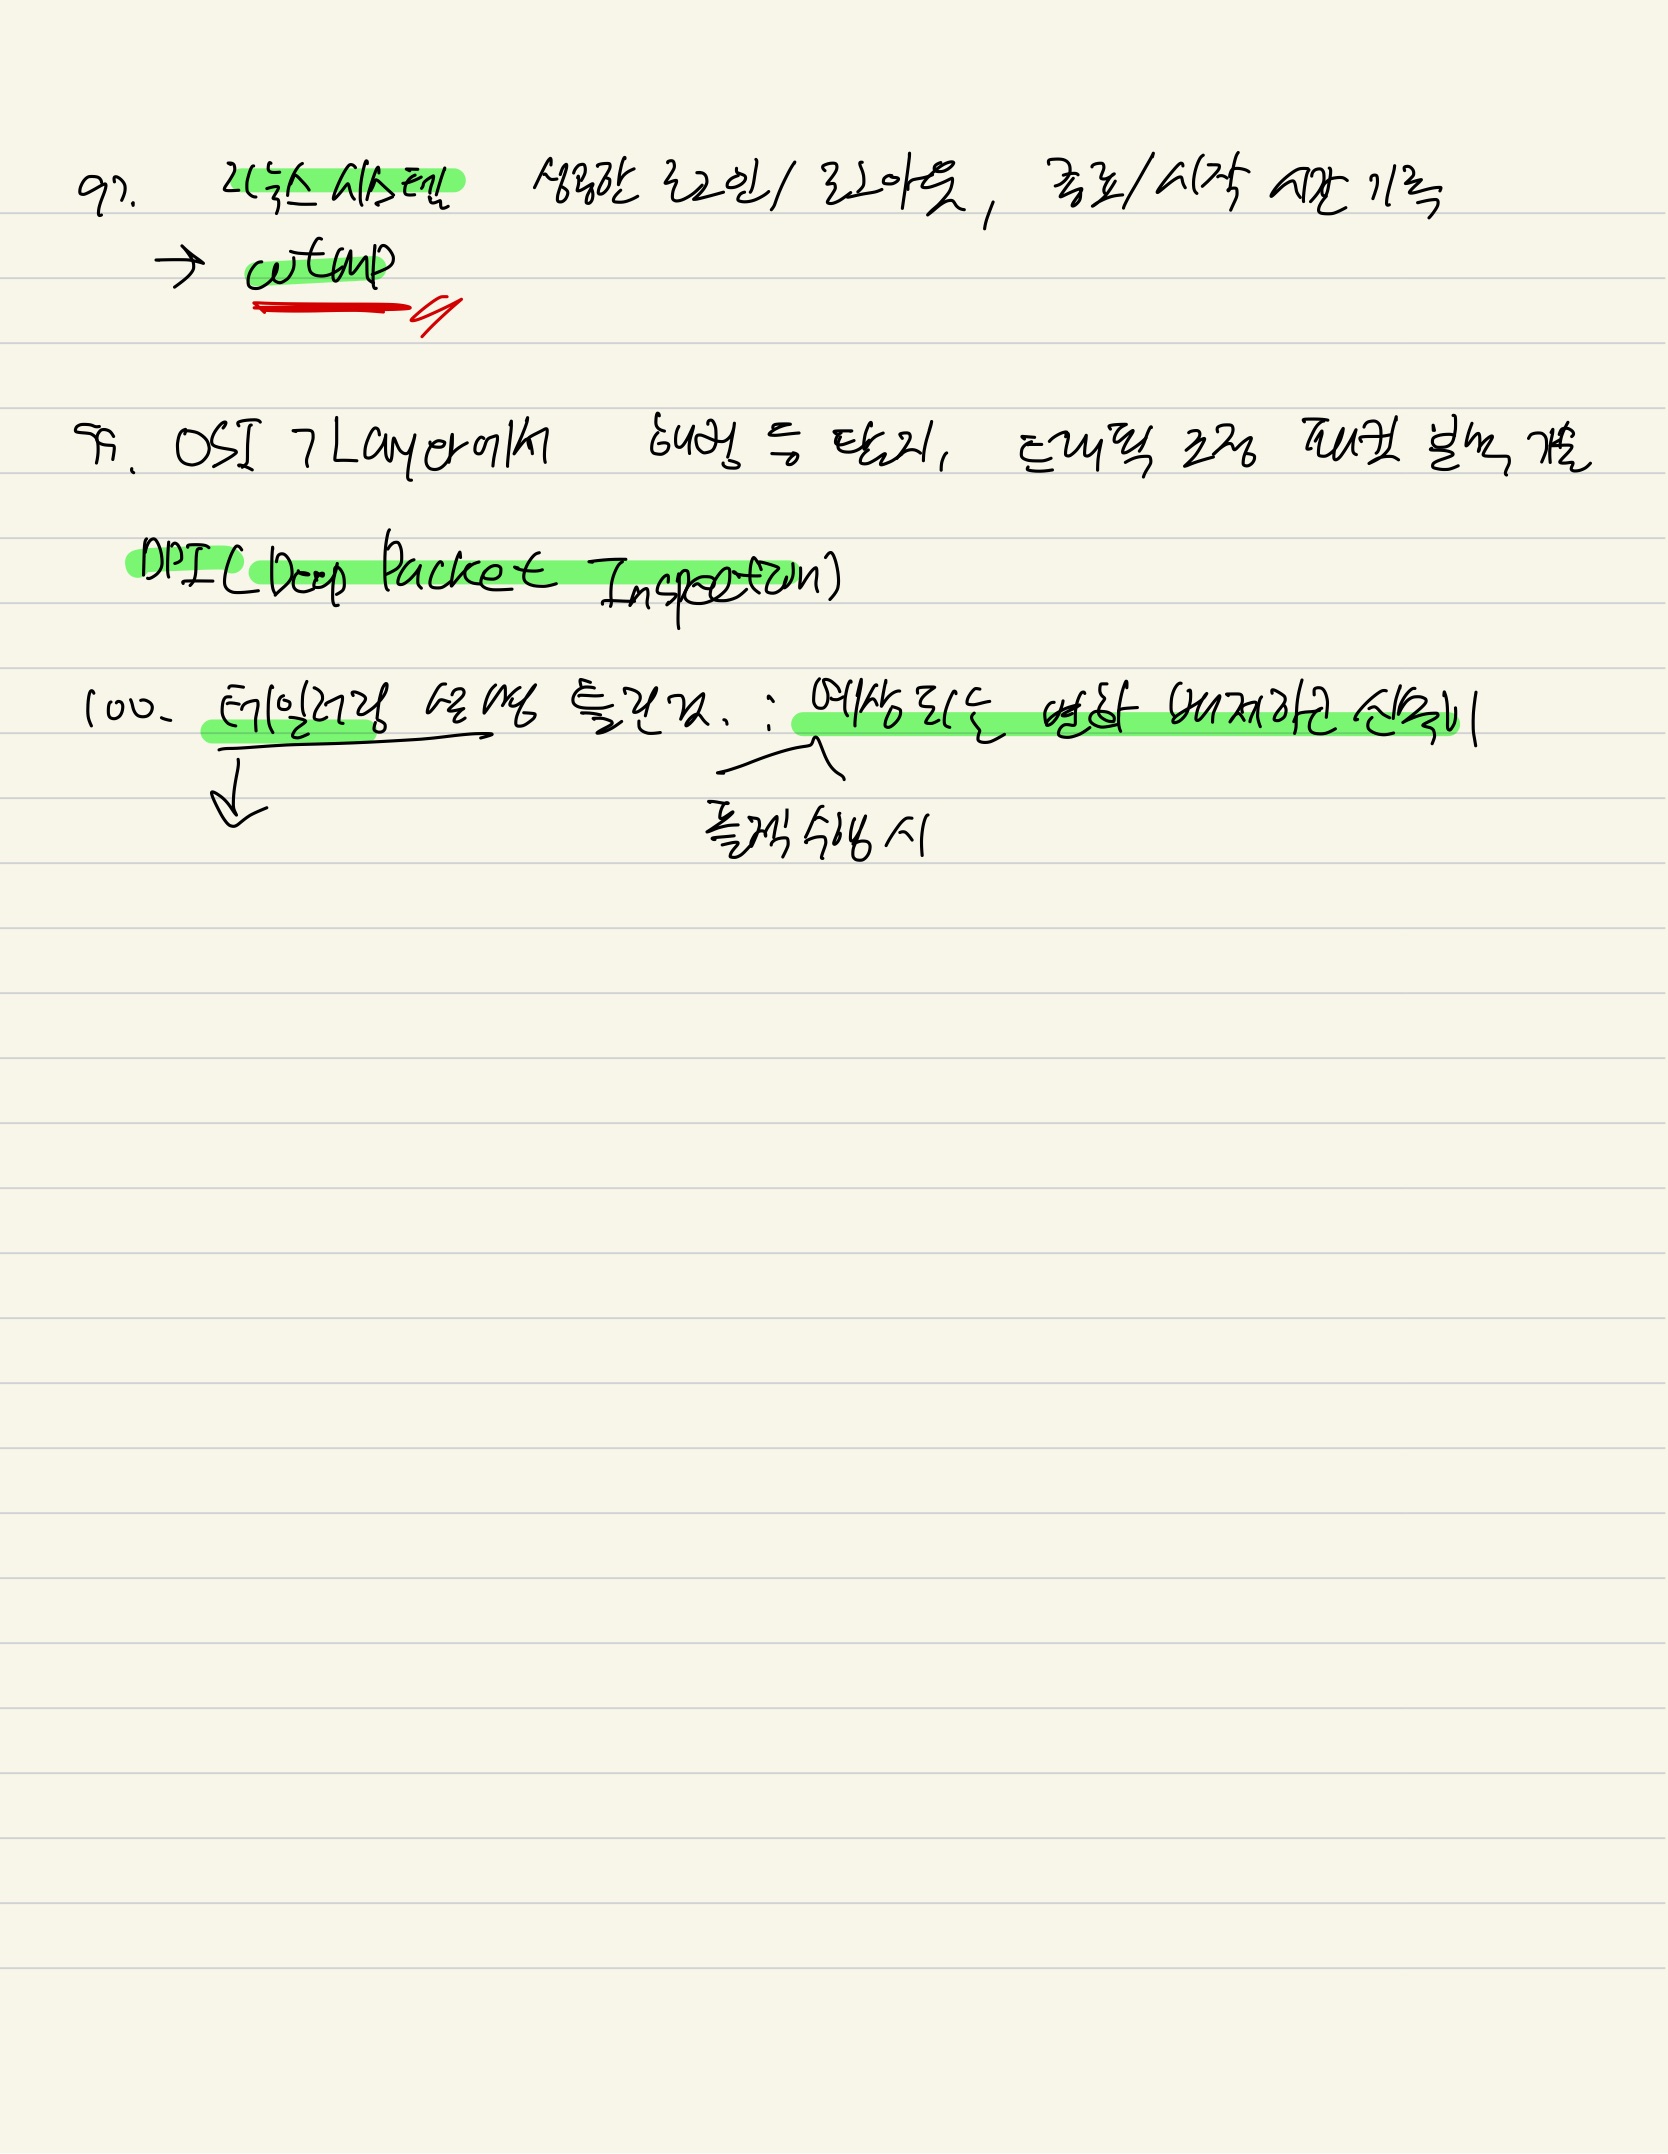 97. 리눅스 시스템 성공한 로그인/로그아웃, 종료/시작 시간 기록
→ wtmp
99. OSI 7 Layer에서 해킹 등 탐지, 트래픽 조정 패킷 분석 기술
DPI (Deep Packet Inspection)
100. 테일러링 설명 틀린것. : 예상되는 변화 배제하고 신속히
플젝 수행 시